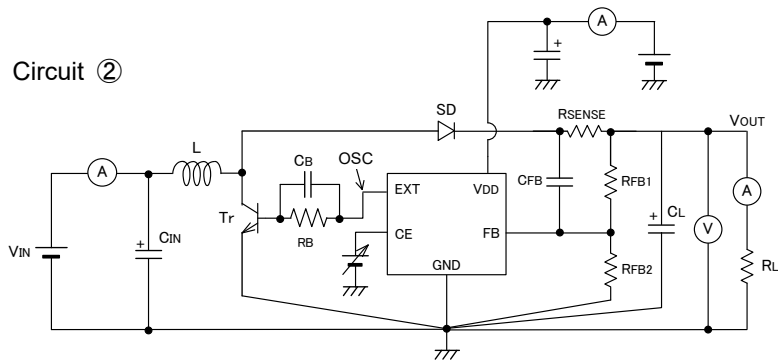 Circuit ②
A
SD
RSENSE
VOUT
L
CB
OSC
EXT
VDD
CFB
RFB1
A
A
CIN
Tr
RB
CE
FB
CL
V
VIN
GND
RFB2
RL
+
+
+